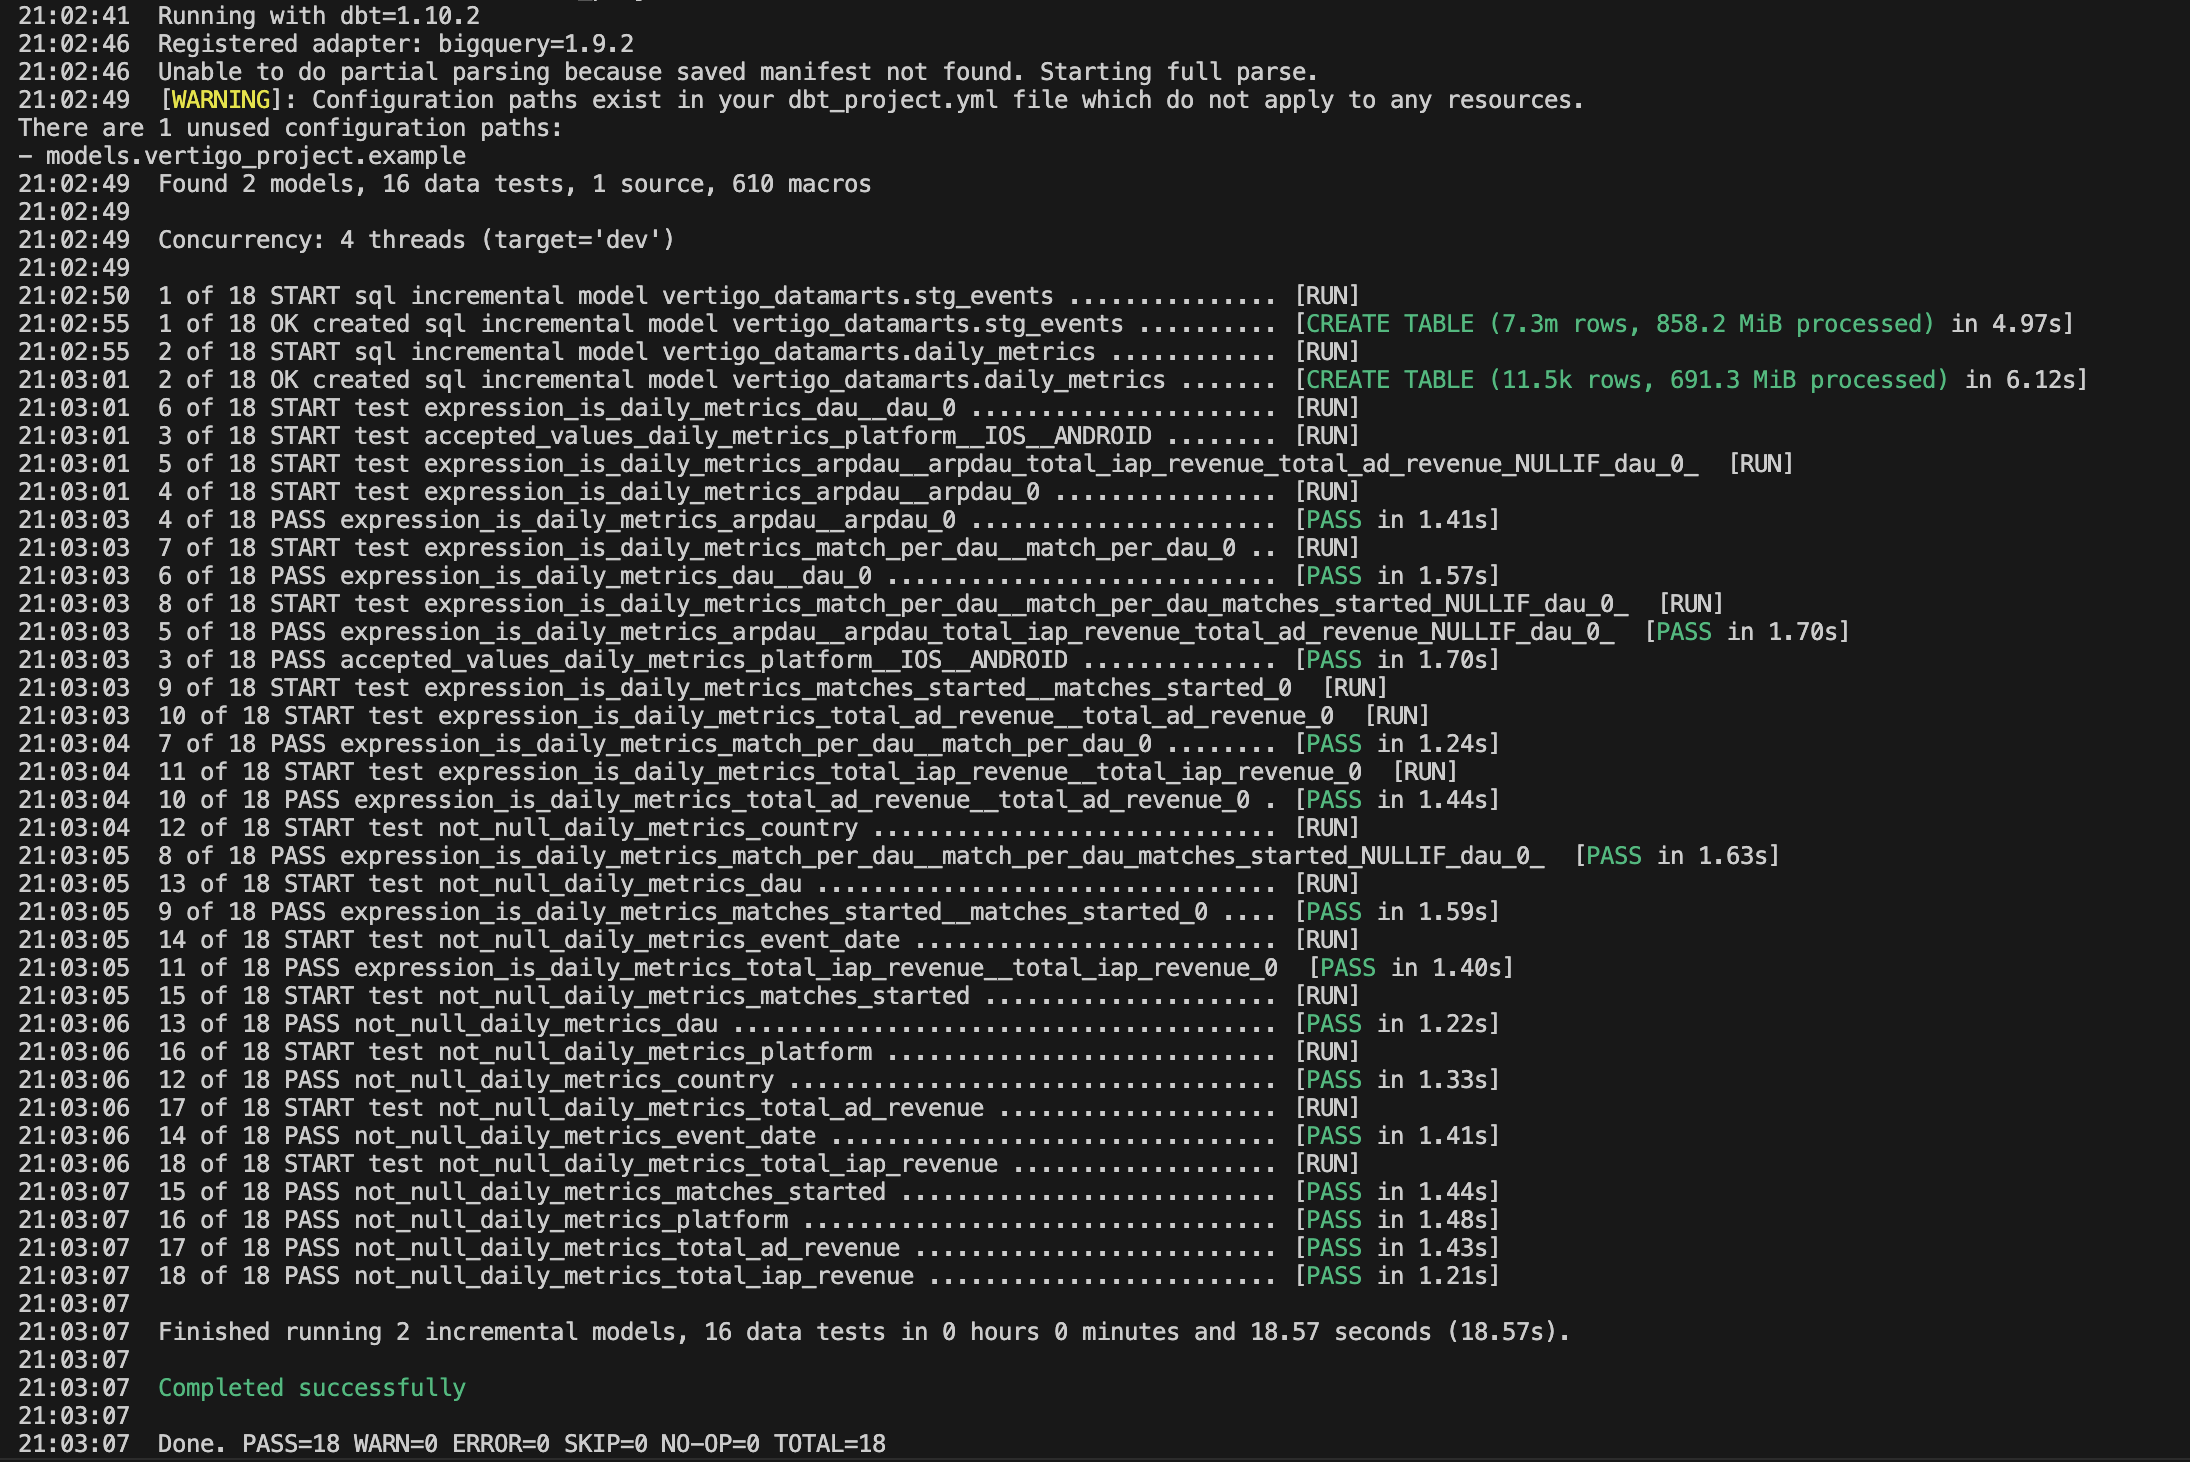 21:02:41  Running with dbt=1.10.2
21:02:46  Registered adapter: bigquery=1.9.2
21:02:46  Unable to do partial parsing because saved manifest not found. Starting full parse.
21:02:49  [WARNING]: Configuration paths exist in your dbt_project.yml file which do not apply to any resources.
There are 1 unused configuration paths:
- models.vertigo_project.example
21:02:49  Found 2 models, 16 data tests, 1 source, 610 macros
21:02:49
21:02:49  Concurrency: 4 threads (target='dev')
21:02:49
21:02:50  1 of 18 START sql incremental model vertigo_datamarts.stg_events ............... [RUN]
21:02:55  1 of 18 OK created sql incremental model vertigo_datamarts.stg_events .......... [CREATE TABLE (7.3m rows, 858.2 MiB processed) in 4.97s]
21:02:55  2 of 18 START sql incremental model vertigo_datamarts.daily_metrics ............ [RUN]
21:03:01  2 of 18 OK created sql incremental model vertigo_datamarts.daily_metrics ....... [CREATE TABLE (11.5k rows, 691.3 MiB processed) in 6.12s]
21:03:01  6 of 18 START test expression_is_daily_metrics_dau__dau_0 ...................... [RUN]
21:03:01  3 of 18 START test accepted_values_daily_metrics_platform__IOS__ANDROID ........ [RUN]
21:03:01  5 of 18 START test expression_is_daily_metrics_arpdau__arpdau_total_iap_revenue_total_ad_revenue_NULLIF_dau_0_  [RUN]
21:03:01  4 of 18 START test expression_is_daily_metrics_arpdau__arpdau_0 ................ [RUN]
21:03:03  4 of 18 PASS expression_is_daily_metrics_arpdau__arpdau_0 ...................... [PASS in 1.41s]
21:03:03  7 of 18 START test expression_is_daily_metrics_match_per_dau__match_per_dau_0 .. [RUN]
21:03:03  6 of 18 PASS expression_is_daily_metrics_dau__dau_0 ............................ [PASS in 1.57s]
21:03:03  8 of 18 START test expression_is_daily_metrics_match_per_dau__match_per_dau_matches_started_NULLIF_dau_0_  [RUN]
21:03:03  5 of 18 PASS expression_is_daily_metrics_arpdau__arpdau_total_iap_revenue_total_ad_revenue_NULLIF_dau_0_  [PASS in 1.70s]
21:03:03  3 of 18 PASS accepted_values_daily_metrics_platform__IOS__ANDROID .............. [PASS in 1.70s]
21:03:03  9 of 18 START test expression_is_daily_metrics_matches_started__matches_started_0  [RUN]
21:03:03  10 of 18 START test expression_is_daily_metrics_total_ad_revenue__total_ad_revenue_0  [RUN]
21:03:04  7 of 18 PASS expression_is_daily_metrics_match_per_dau__match_per_dau_0 ........ [PASS in 1.24s]
21:03:04  11 of 18 START test expression_is_daily_metrics_total_iap_revenue__total_iap_revenue_0  [RUN]
21:03:04  10 of 18 PASS expression_is_daily_metrics_total_ad_revenue__total_ad_revenue_0 . [PASS in 1.44s]
21:03:04  12 of 18 START test not_null_daily_metrics_country ............................. [RUN]
21:03:05  8 of 18 PASS expression_is_daily_metrics_match_per_dau__match_per_dau_matches_started_NULLIF_dau_0_  [PASS in 1.63s]
21:03:05  13 of 18 START test not_null_daily_metrics_dau ................................. [RUN]
21:03:05  9 of 18 PASS expression_is_daily_metrics_matches_started__matches_started_0 .... [PASS in 1.59s]
21:03:05  14 of 18 START test not_null_daily_metrics_event_date .......................... [RUN]
21:03:05  11 of 18 PASS expression_is_daily_metrics_total_iap_revenue__total_iap_revenue_0  [PASS in 1.40s]
21:03:05  15 of 18 START test not_null_daily_metrics_matches_started ..................... [RUN]
21:03:06  13 of 18 PASS not_null_daily_metrics_dau ....................................... [PASS in 1.22s]
21:03:06  16 of 18 START test not_null_daily_metrics_platform ............................ [RUN]
21:03:06  12 of 18 PASS not_null_daily_metrics_country ................................... [PASS in 1.33s]
21:03:06  17 of 18 START test not_null_daily_metrics_total_ad_revenue .................... [RUN]
21:03:06  14 of 18 PASS not_null_daily_metrics_event_date ................................ [PASS in 1.41s]
21:03:06  18 of 18 START test not_null_daily_metrics_total_iap_revenue ................... [RUN]
21:03:07  15 of 18 PASS not_null_daily_metrics_matches_started ........................... [PASS in 1.44s]
21:03:07  16 of 18 PASS not_null_daily_metrics_platform .................................. [PASS in 1.48s]
21:03:07  17 of 18 PASS not_null_daily_metrics_total_ad_revenue .......................... [PASS in 1.43s]
21:03:07  18 of 18 PASS not_null_daily_metrics_total_iap_revenue ......................... [PASS in 1.21s]
21:03:07
21:03:07  Finished running 2 incremental models, 16 data tests in 0 hours 0 minutes and 18.57 seconds (18.57s).
21:03:07
21:03:07  Completed successfully
21:03:07
21:03:07  Done. PASS=18 WARN=0 ERROR=0 SKIP=0 NO-OP=0 TOTAL=18